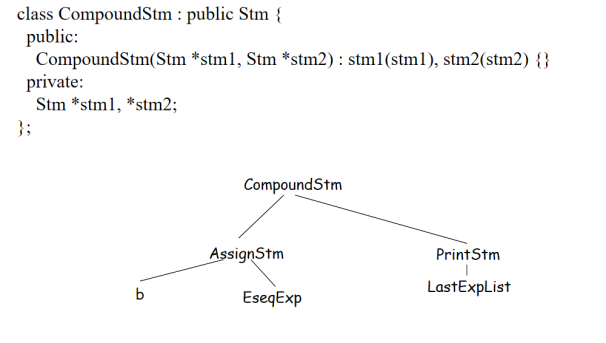 class CompoundStm : public Stm {
public:
CompoundStm(Stm *stm1, Stm *stm2) : stm1(stm1), stm2(stm2) {}
private:
Stm *stm1, *stm2;
};
CompoundStm
AssignStm PrintStm
b EseqExp LastExpList